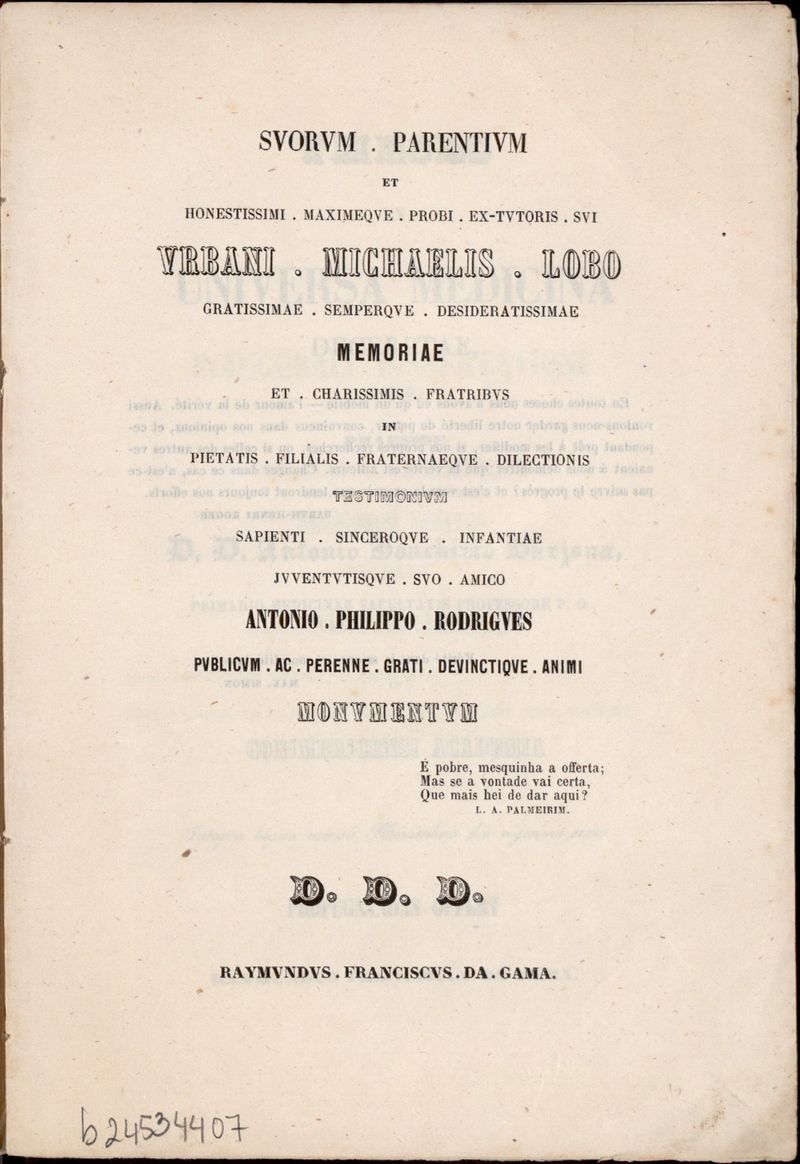 SVORVM . PARENTIVM
ET
HONESTISSIMI . MAXIMEQVE . PROBI . EX-TVTORIS . SVI
VRBANI . MICHAELIS . LOBO
GRATISSIMAE . SEMPERQVE . DESIDERATISSIMAE
MEMORIAE
ET . CHARISSIMIS . FRATRIBVS
IN
PIETATIS . FILIALIS . FRATERNAEQVE . DILECTIONIS
TESTIMONIVM
SAPIENTI . SINCEROQVE . INFANTIAE
JVVENTVTISQVE . SVO . AMICO
ANTONIO . PHILIPPO . RODRIGVES
PVBLICVM . AC . PERENNE . GRATI . DEVINCTIQVE . ANIMI
MONVMENTVM
É pobre, mesquinha a offerta;
Mas se a vontade vai certa,
Que mais hei de dar aqui?
L. A. PALMEIRIM.
D. D. D.
RAYMVNDVS . FRANCISCVS . DA . GAMA.
b24534407